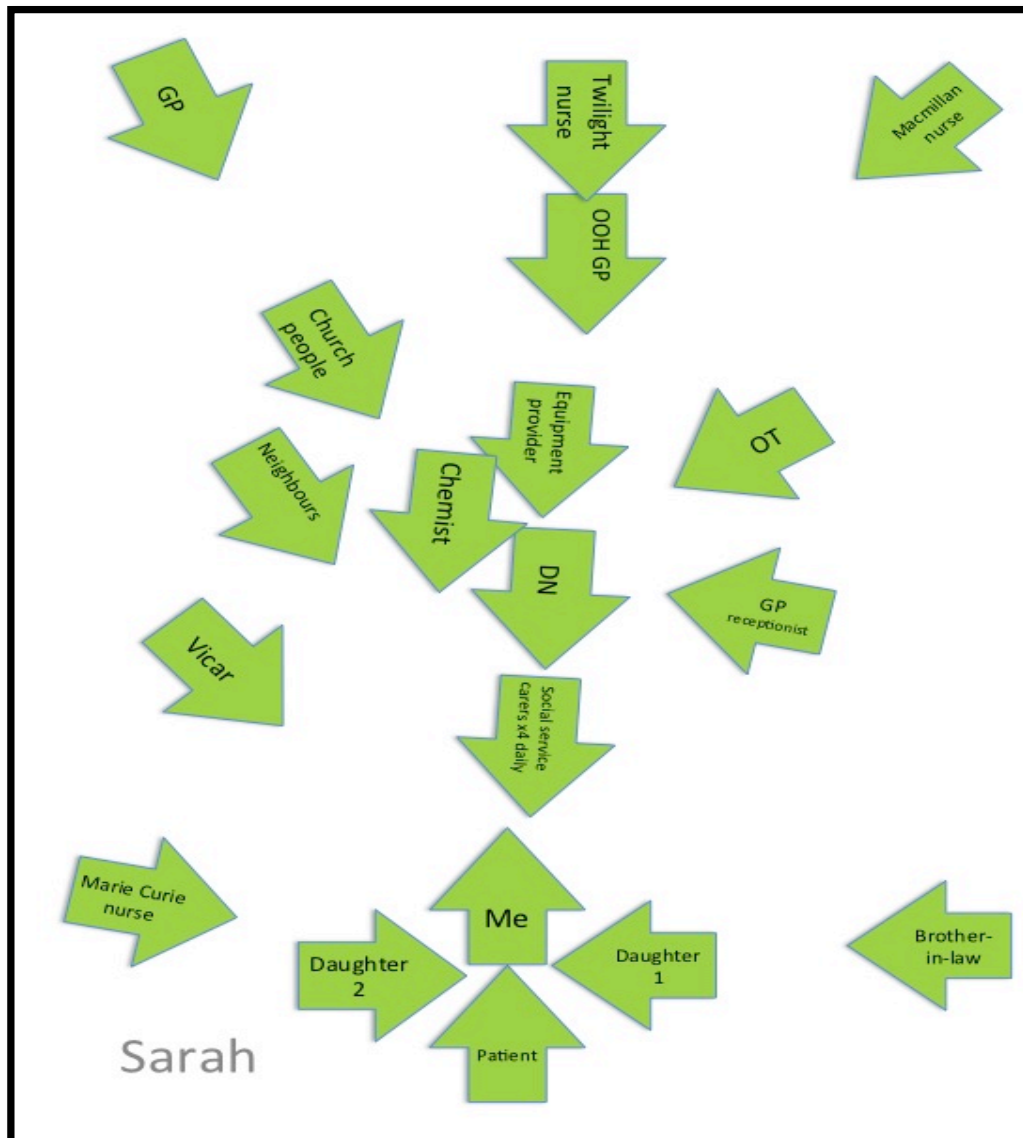 GP
Twilight
nurse
Macmillan
nurse
OOH GP
Church
people
Equipment
provider
OT
Neighbours
Chemist
DN
GP
receptionist
Vicar
Social service
carers x4 daily
Marie Curie
nurse
Me
Daughter
2
Daughter
1
Brother-
in-law
Sarah
Patient